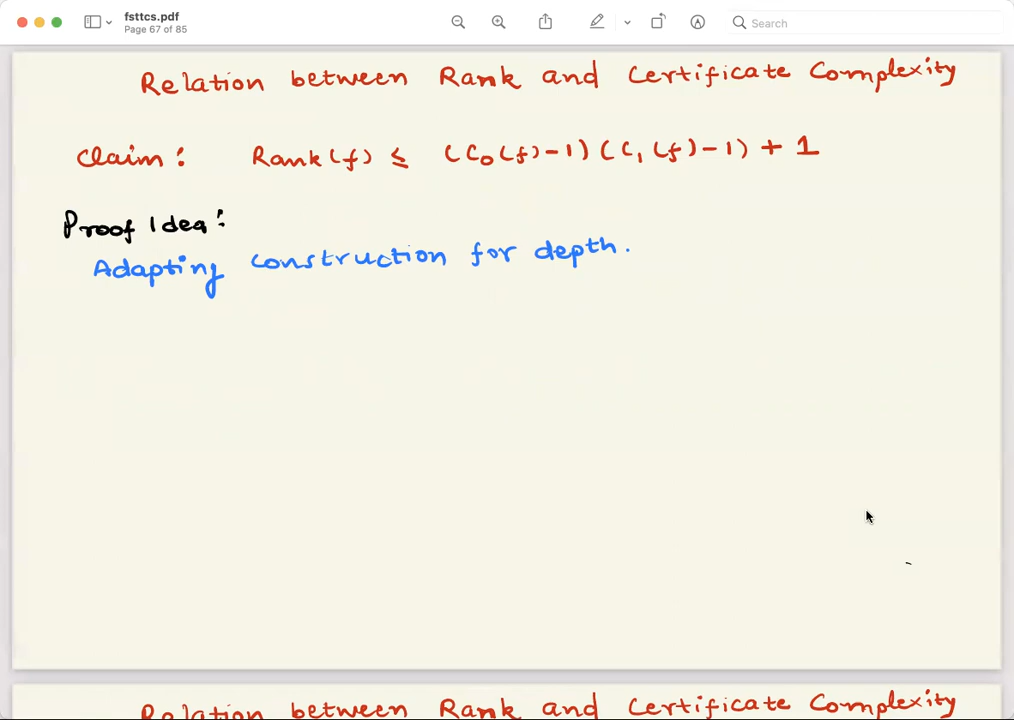 fsttcs.pdf
Page 67 of 85
Search
Relation between Rank and Certificate Complexity
Claim: Rank(f) ≤ (C₀(f)-1)(C₁(f)-1) + 1
Proof Idea:
Adapting construction for depth.
Relation between Rank and Certificate Complexity